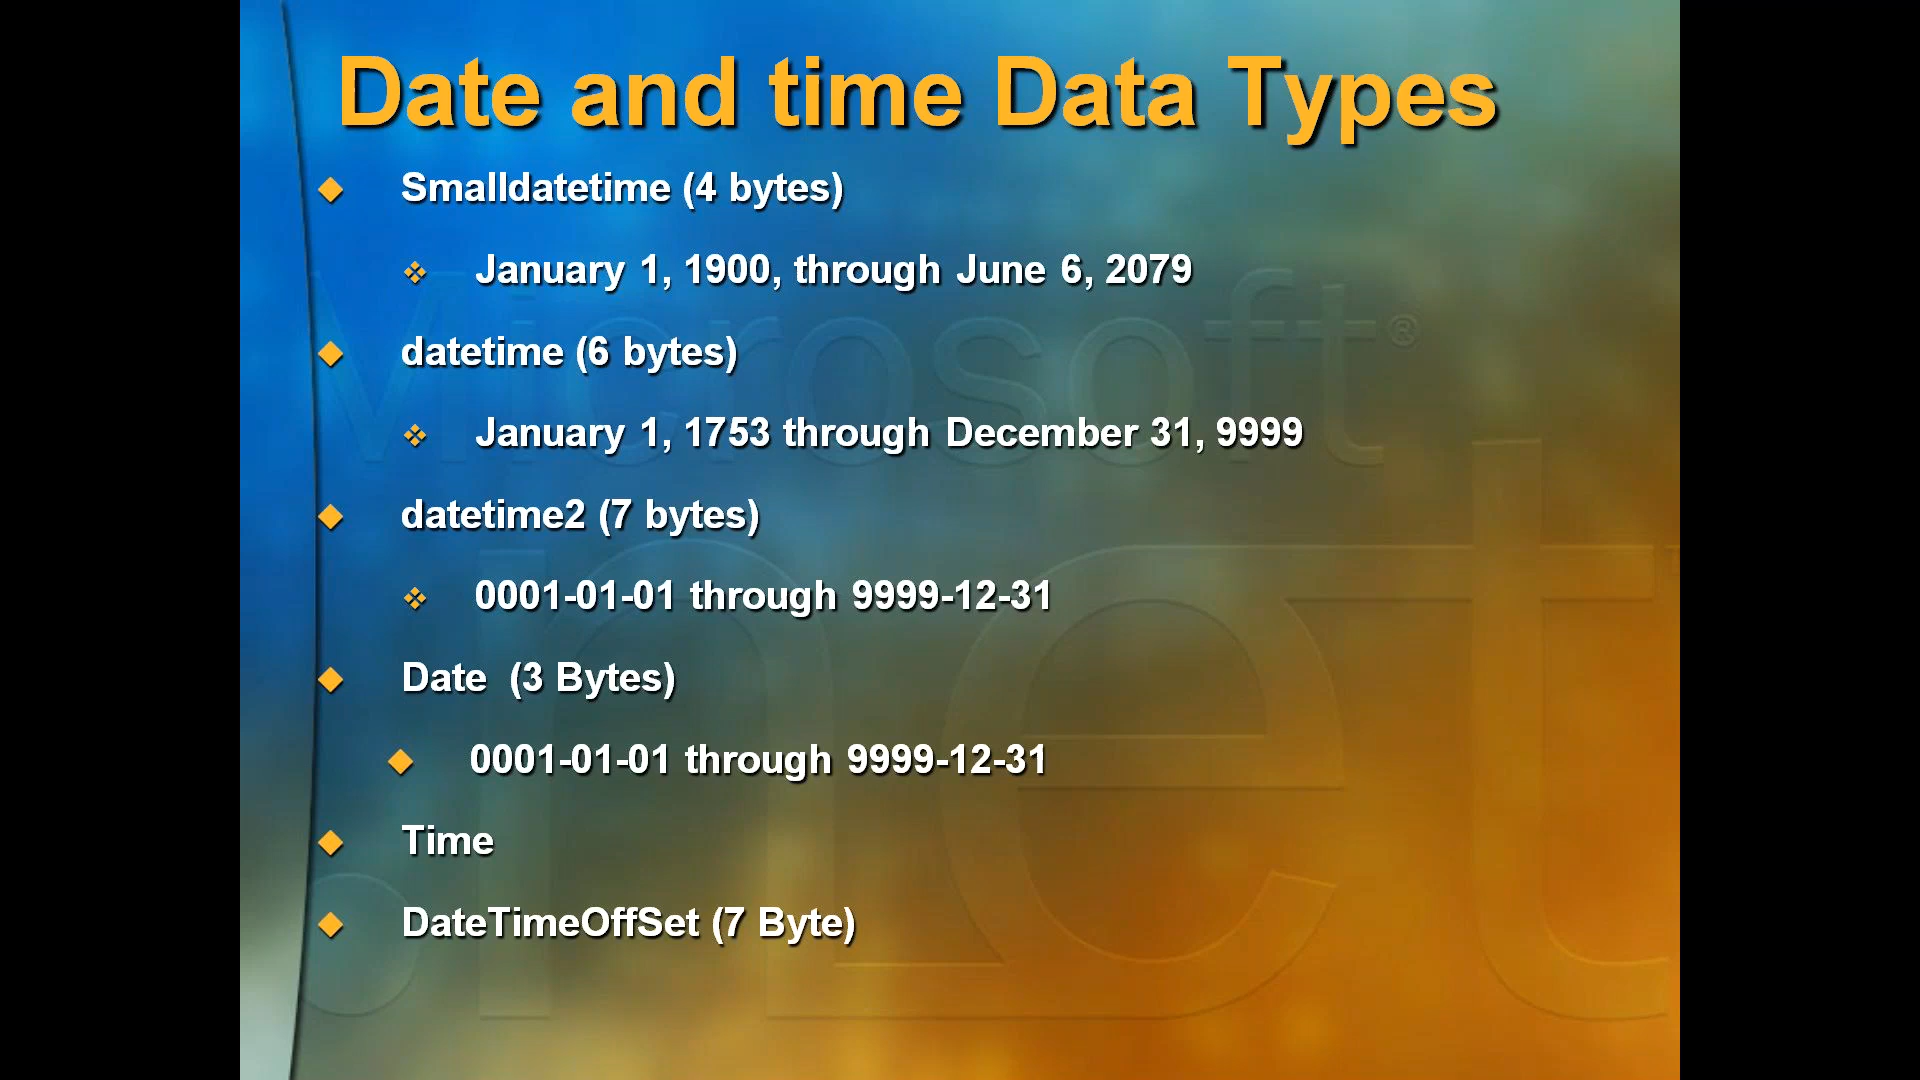 Date and time Data Types
Smalldatetime (4 bytes)
January 1, 1900, through June 6, 2079
datetime (6 bytes)
January 1, 1753 through December 31, 9999
datetime2 (7 bytes)
0001-01-01 through 9999-12-31
Date (3 Bytes)
0001-01-01 through 9999-12-31
Time
DateTimeOffSet (7 Byte)
Microsoft®
.net